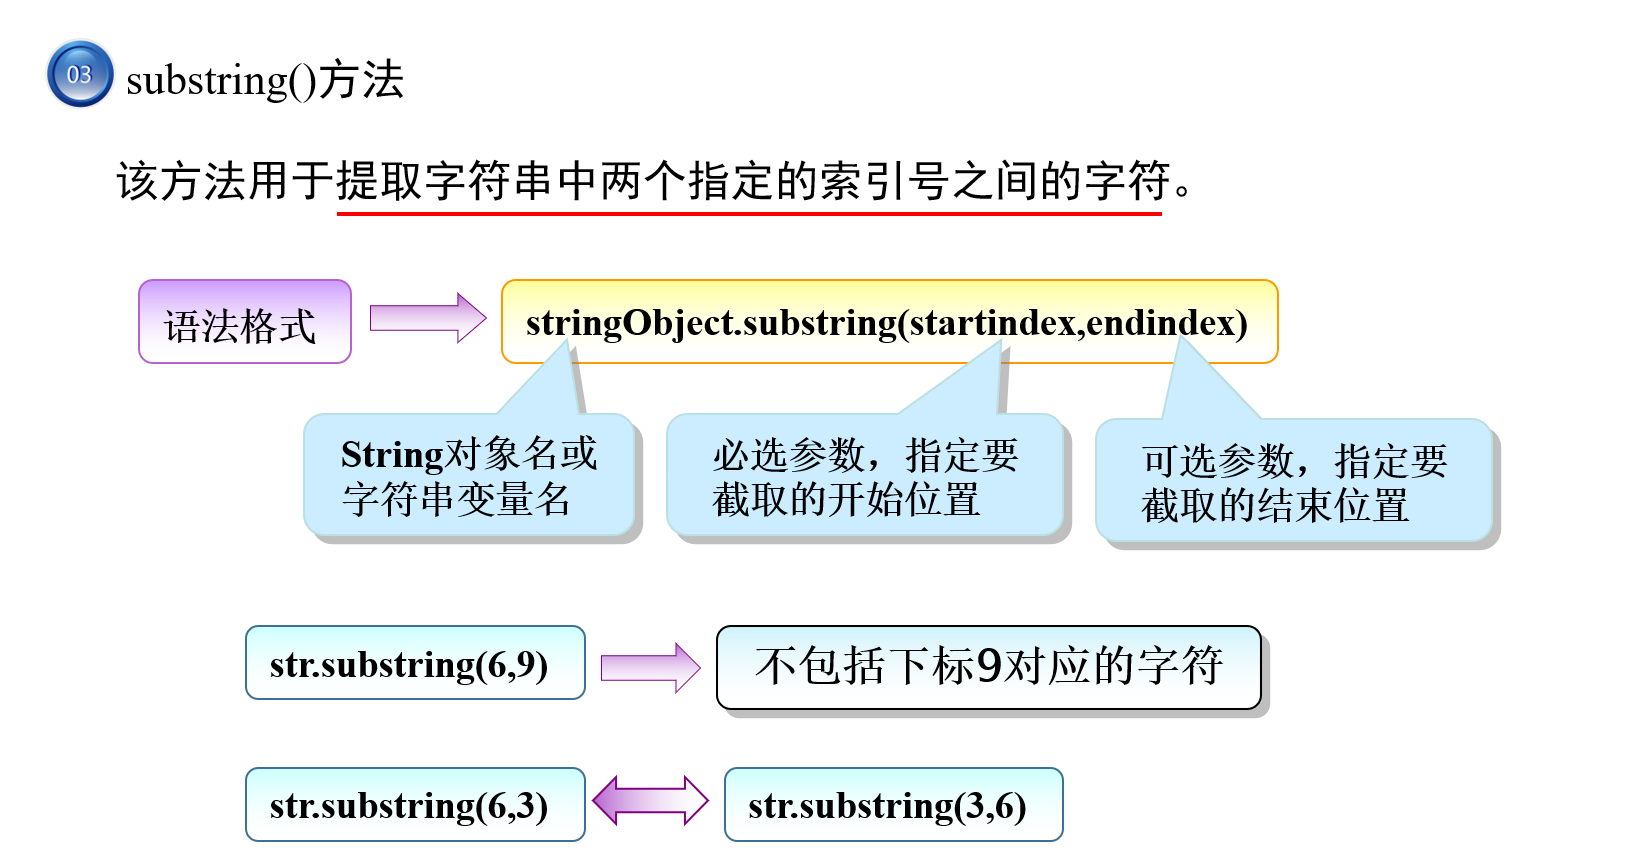 03
substring()方法
该方法用于提取字符串中两个指定的索引号之间的字符。
语法格式
stringObject.substring(startindex,endindex)
String对象名或
字符串变量名
必选参数，指定要
截取的开始位置
可选参数，指定要
截取的结束位置
str.substring(6,9)
不包括下标9对应的字符
str.substring(6,3)
str.substring(3,6)